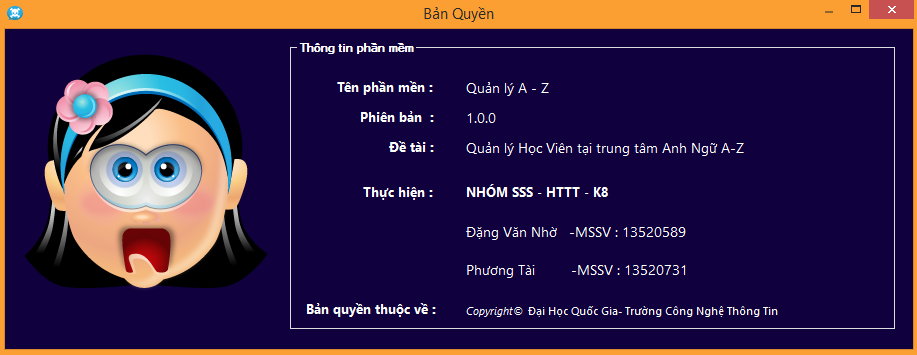 Bản Quyền
Thông tin phần mềm
Tên phần mên : Quản lý A - Z
Phiên bản : 1.0.0
Đề tài : Quản lý Học Viên tại trung tâm Anh Ngữ A-Z
Thực hiện : NHÓM SSS - HTTT - K8
Đặng Văn Nhờ -MSSV : 13520589
Phương Tài -MSSV : 13520731
Bản quyền thuộc về : Copyright© Đại Học Quốc Gia- Trường Công Nghệ Thông Tin